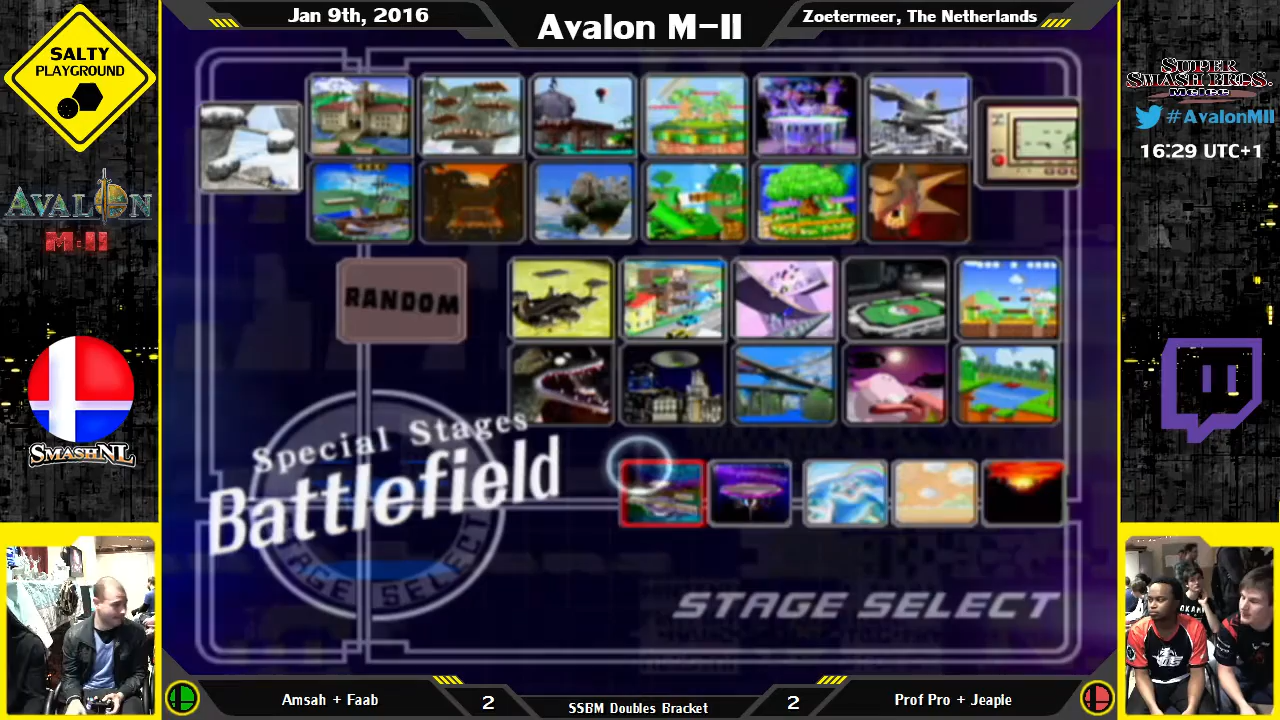 Jan 9th, 2016
Avalon M-II
Zoetermeer, The Netherlands
SALTY
PLAYGROUND
SUPER
SMASH BROS.
Melee
#AvalonMII
16:29 UTC+1
AVALON
M-II
RANDOM
Special Stages
Battlefield
STAGE SELECT
STAGE SELECT
SMASHNL
Amsah + Faab
2
SSBM Doubles Bracket
2
Prof Pro + Jeapie